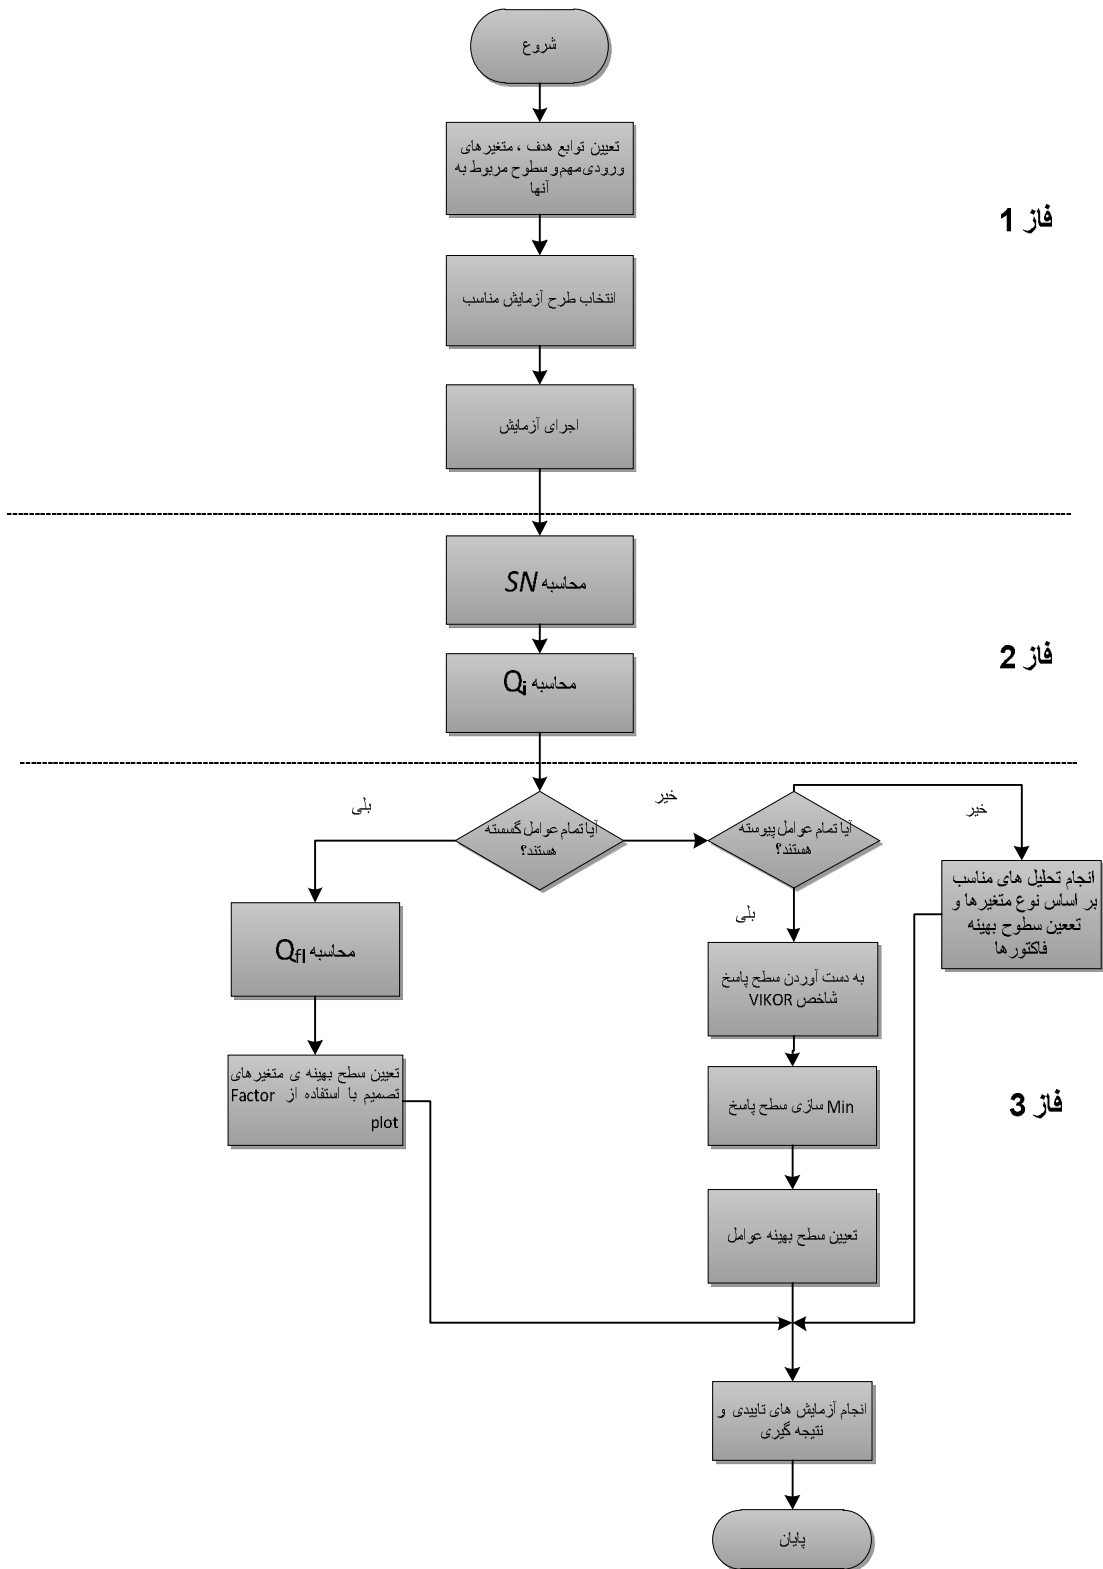 شروع
تعیین توابع هدف ، متغیرهای
ورودی مهم و سطوح مربوط به
آنها
فاز 1
انتخاب طرح آزمایش مناسب
اجرای آزمایش
محاسبه SN
فاز 2
محاسبه Qi
بلی
آیا تمام عوامل گسسته
هستند؟
خیر
آیا تمام عوامل پیوسته
هستند؟
خیر
انجام تحلیل های مناسب
بر اساس نوع متغیرها و
تععین سطوح بهینه
فاکتورها
بلی
محاسبه Qfl
به دست آوردن سطح پاسخ
شاخص VIKOR
تعیین سطح بهینه ی متغیرهای
تصمیم با استفاده از Factor
plot
Min سازی سطح پاسخ
فاز 3
تعیین سطح بهینه عوامل
انجام آزمایش های تاییدی و
نتیجه گیری
پایان